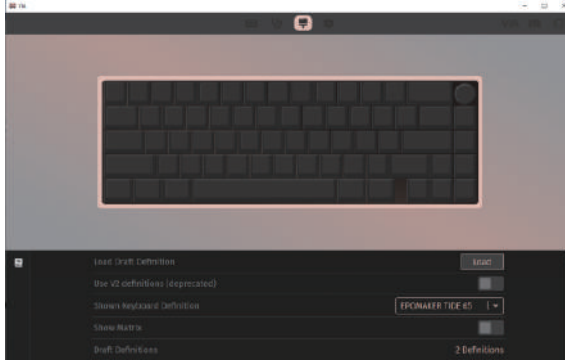 VIA
Load Draft Definition
Load
Use V2 definitions (deprecated)
Shown Keyboard Definition
EPOMAKER TIDE 65
Show Matrix
Draft Definitions
2 Definitions